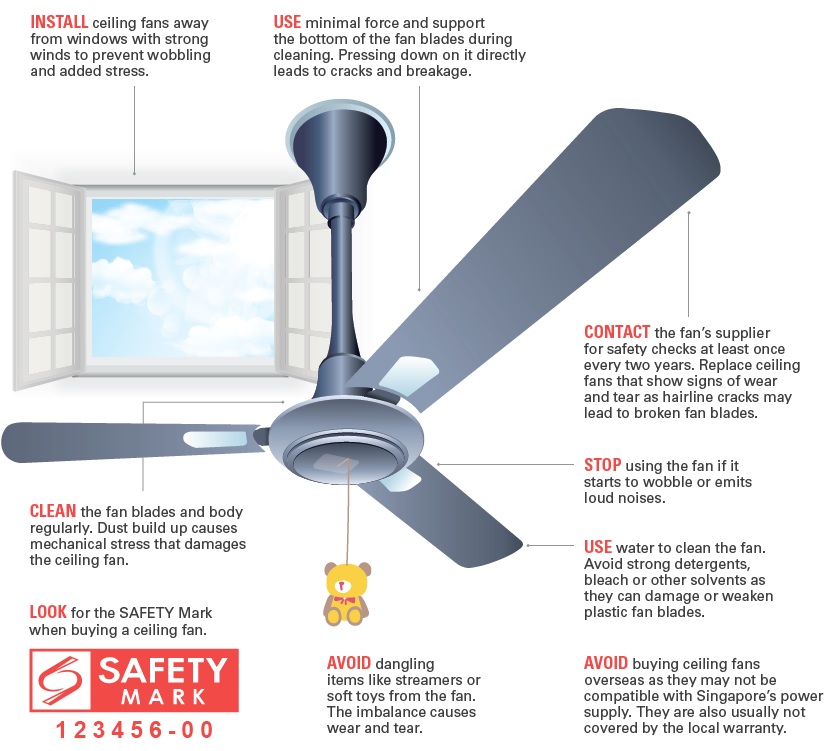 INSTALL ceiling fans away
from windows with strong
winds to prevent wobbling
and added stress.
USE minimal force and support
the bottom of the fan blades during
cleaning. Pressing down on it directly
leads to cracks and breakage.
CONTACT the fan's supplier
for safety checks at least once
every two years. Replace ceiling
fans that show signs of wear
and tear as hairline cracks may
lead to broken fan blades.
STOP using the fan if it
starts to wobble or emits
loud noises.
CLEAN the fan blades and body
regularly. Dust build up causes
mechanical stress that damages
the ceiling fan.
USE water to clean the fan.
Avoid strong detergents,
bleach or other solvents as
they can damage or weaken
plastic fan blades.
LOOK for the SAFETY Mark
when buying a ceiling fan.
SAFETY
MARK
123456-00
AVOID dangling
items like streamers or
soft toys from the fan.
The imbalance causes
wear and tear.
AVOID buying ceiling fans
overseas as they may not be
compatible with Singapore's power
supply. They are also usually not
covered by the local warranty.